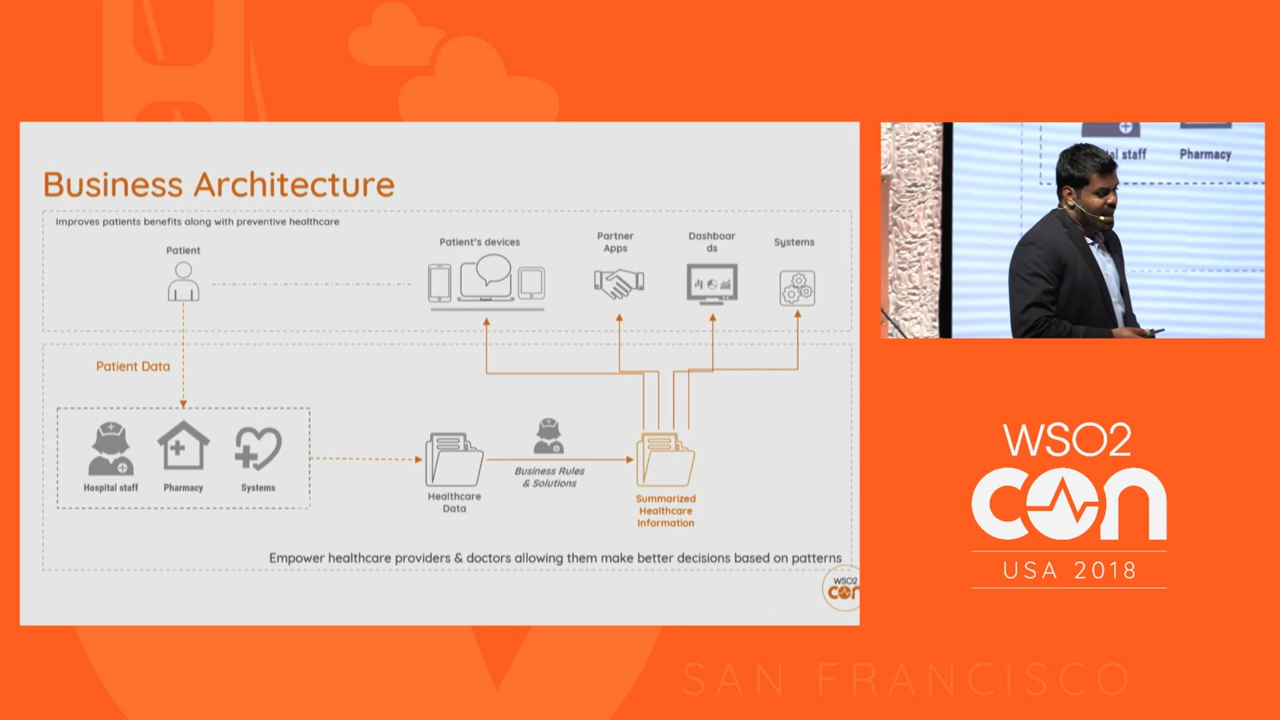 Business Architecture
Improves patients benefits along with preventive healthcare
Patient
Patient's devices
Partner
Apps
Dashboar
ds
Systems
Patient Data
Hospital staff
Pharmacy
Systems
Healthcare
Data
Business Rules
& Solutions
Summarized
Healthcare
Information
Empower healthcare providers & doctors allowing them make better decisions based on patterns
WSO2
con
al staff
Pharmacy
WSO2
con
USA 2018
SAN FRANCISCO